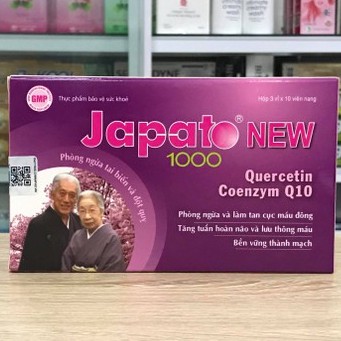 GMP
Thực phẩm bảo vệ sức khoẻ
Hộp 3 vỉ x 10 viên nang
Japato® NEW
1000
Phòng ngừa tai biến và đột quỵ
Quercetin
Coenzym Q10
Phòng ngừa và làm tan cục máu đông
Tăng tuần hoàn não và lưu thông máu
Bền vững thành mạch